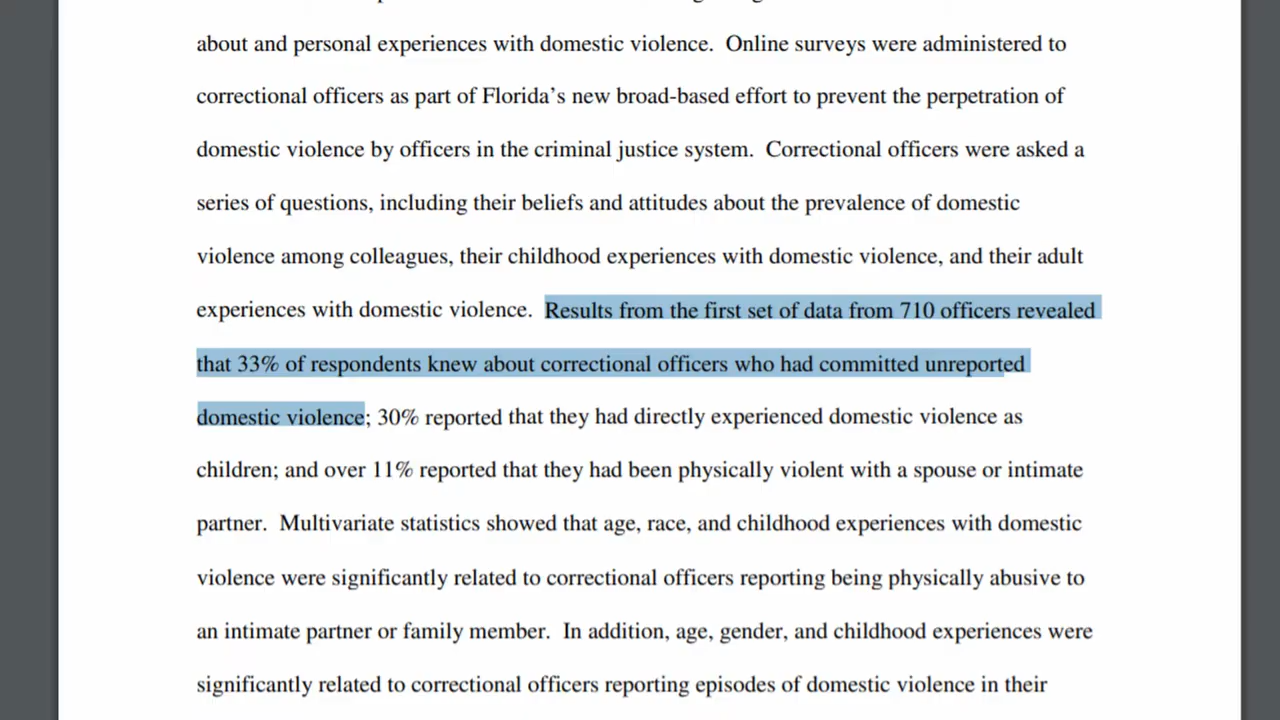 about and personal experiences with domestic violence.  Online surveys were administered to
correctional officers as part of Florida’s new broad-based effort to prevent the perpetration of
domestic violence by officers in the criminal justice system.  Correctional officers were asked a
series of questions, including their beliefs and attitudes about the prevalence of domestic
violence among colleagues, their childhood experiences with domestic violence, and their adult
experiences with domestic violence.  Results from the first set of data from 710 officers revealed
that 33% of respondents knew about correctional officers who had committed unreported
domestic violence; 30% reported that they had directly experienced domestic violence as
children; and over 11% reported that they had been physically violent with a spouse or intimate
partner.  Multivariate statistics showed that age, race, and childhood experiences with domestic
violence were significantly related to correctional officers reporting being physically abusive to
an intimate partner or family member.  In addition, age, gender, and childhood experiences were
significantly related to correctional officers reporting episodes of domestic violence in their